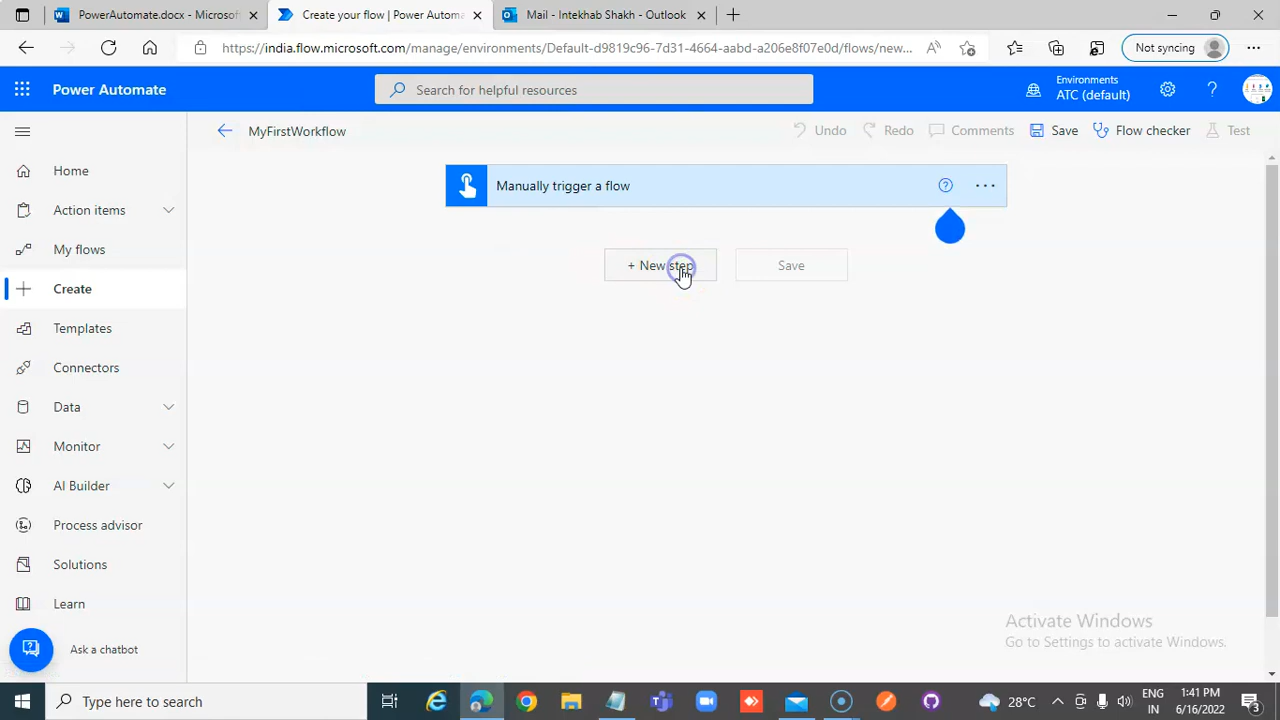 PowerAutomate.docx - Microsoft
Create your flow | Power Automa
Mail - Intekhab Shakh - Outlook
https://india.flow.microsoft.com/manage/environments/Default-d9819c96-7d31-4664-aabd-a206e8f07e0d/flows/new...
Not syncing
Power Automate
Search for helpful resources
Environments
ATC (default)
MyFirstWorkflow
Undo
Redo
Comments
Save
Flow checker
Test
Home
Action items
My flows
Create
Templates
Connectors
Data
Monitor
AI Builder
Process advisor
Solutions
Learn
Ask a chatbot
Manually trigger a flow
+ New step
Save
Activate Windows
Go to Settings to activate Windows.
Type here to search
28°C
ENG
IN
1:41 PM
6/16/2022
3